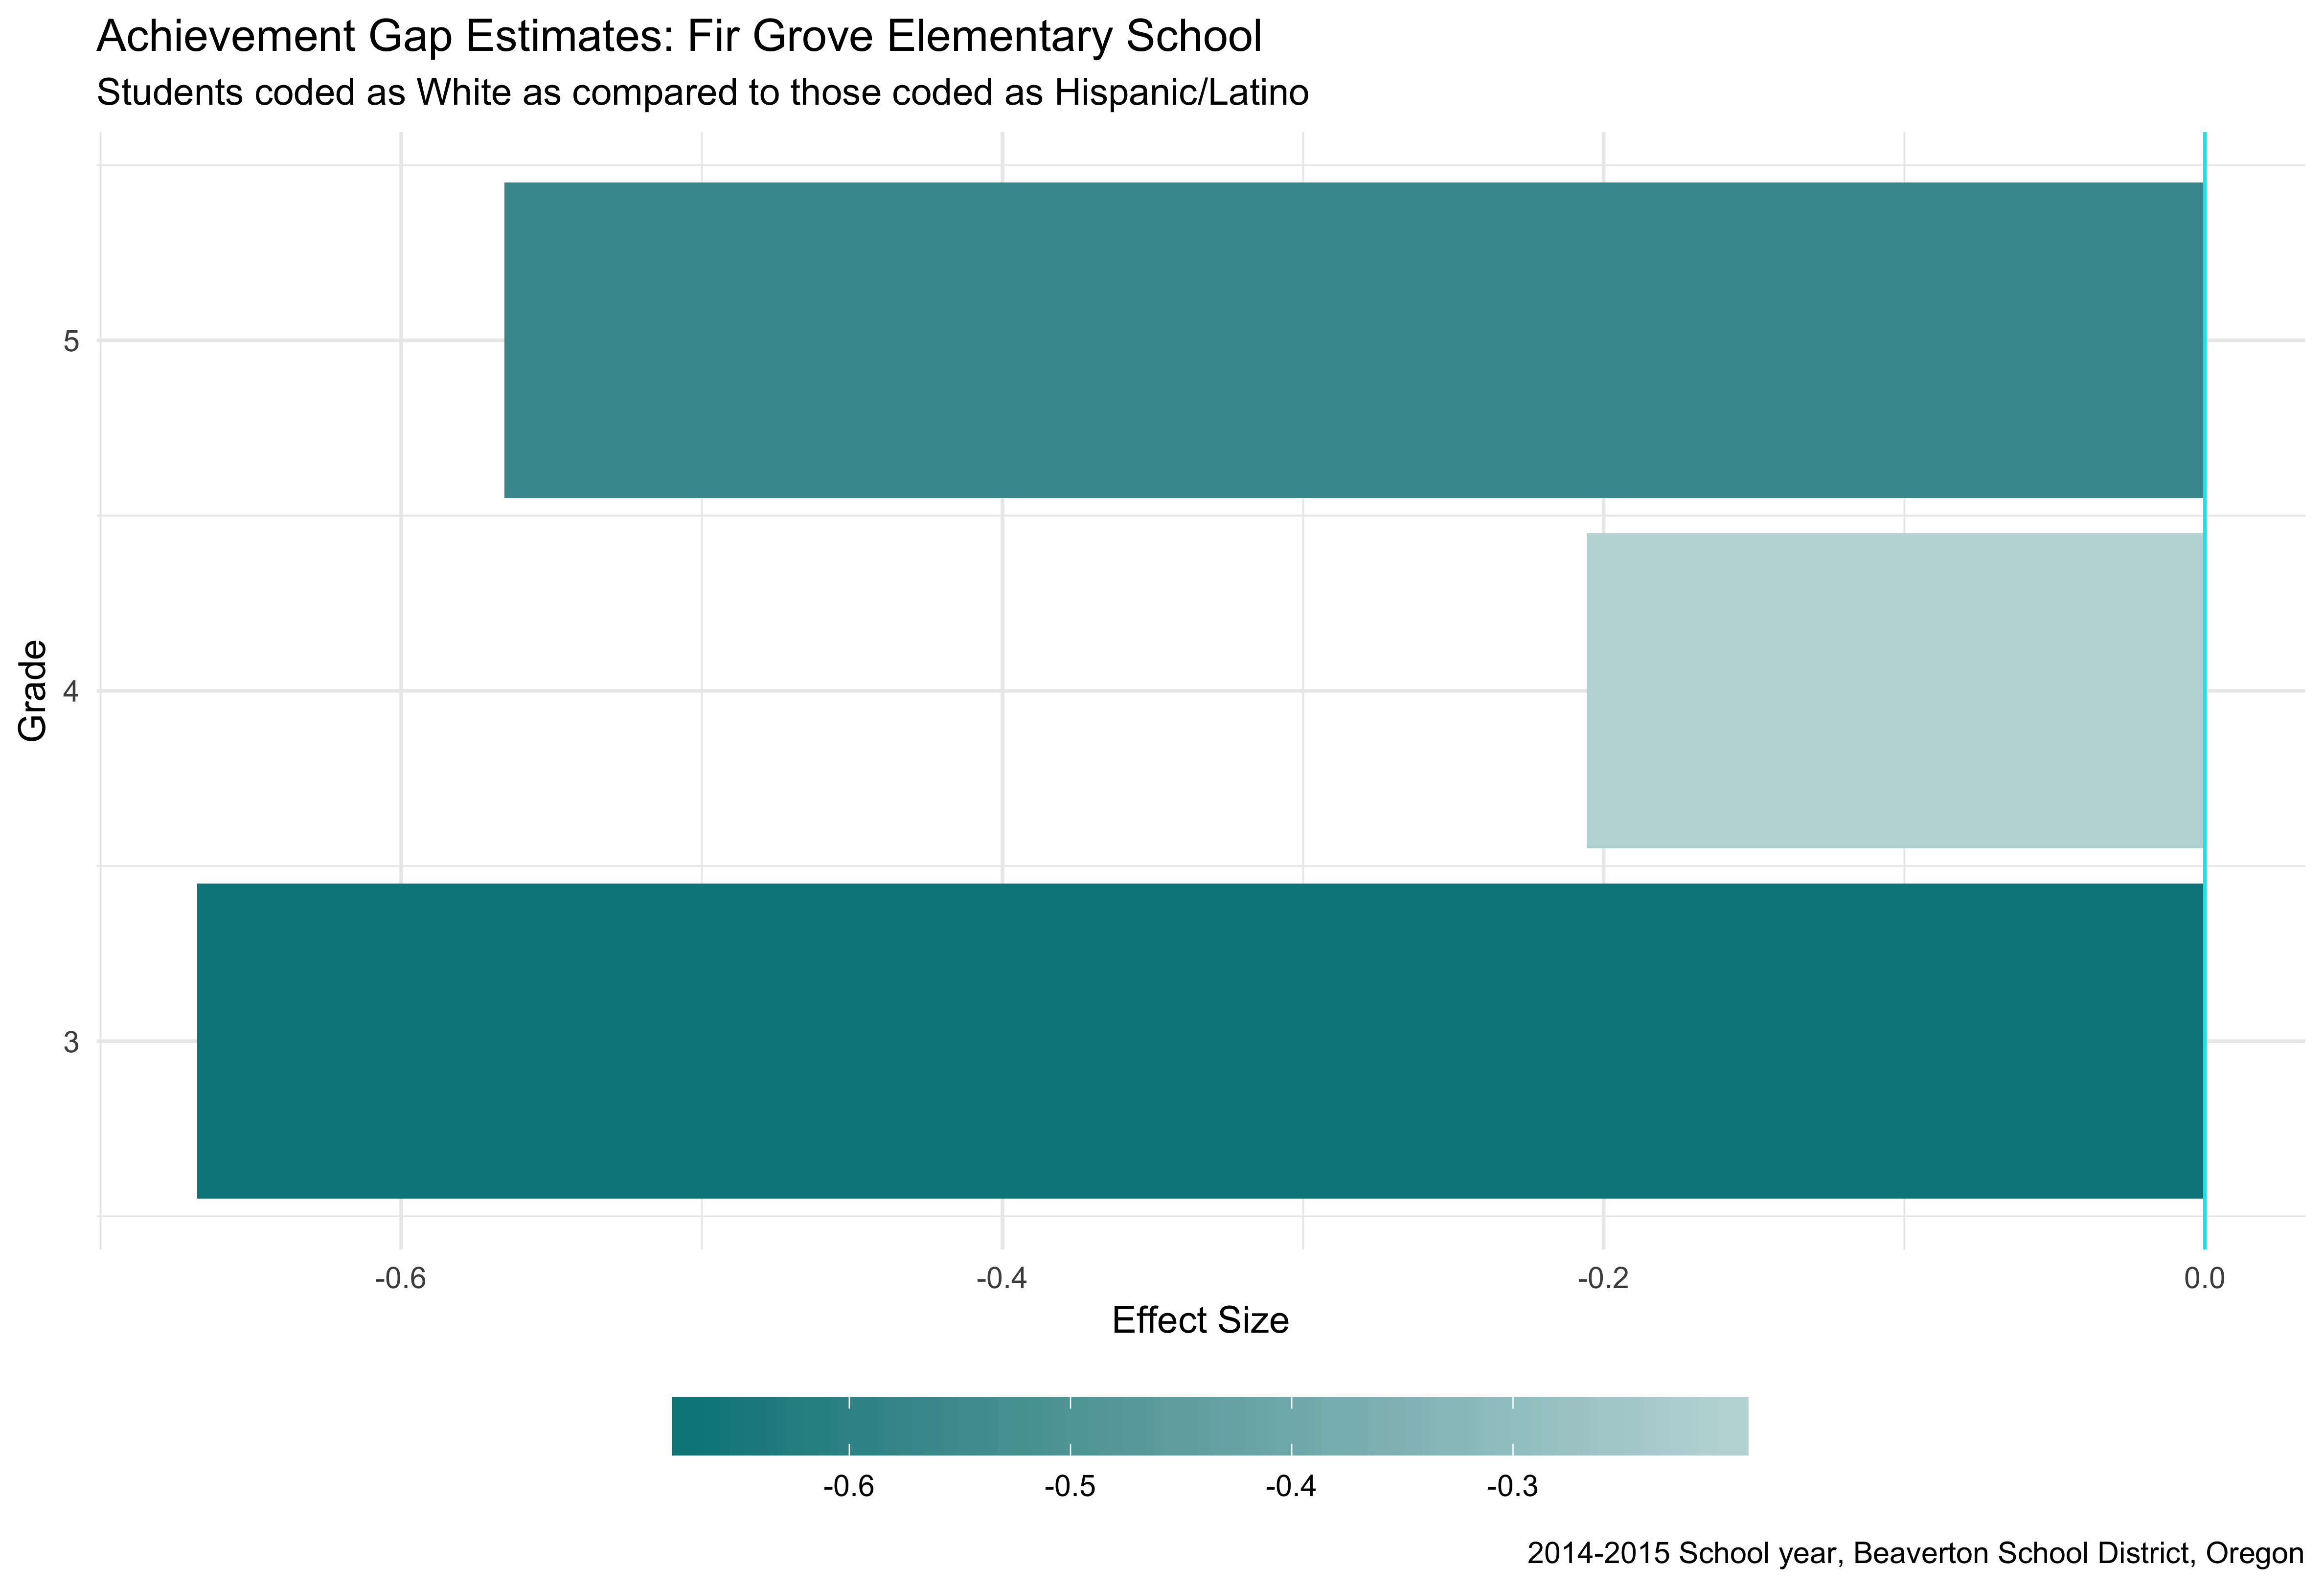 Achievement Gap Estimates: Fir Grove Elementary School
Students coded as White as compared to those coded as Hispanic/Latino
Grade
5
4
3
-0.6 -0.4 -0.2 0.0
Effect Size
-0.6 -0.5 -0.4 -0.3
2014-2015 School year, Beaverton School District, Oregon